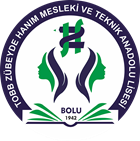 TOBB ZÜBEYDE HANIM MESLEKİ VE TEKNİK ANADOLU LİSESİ
BOLU
1942